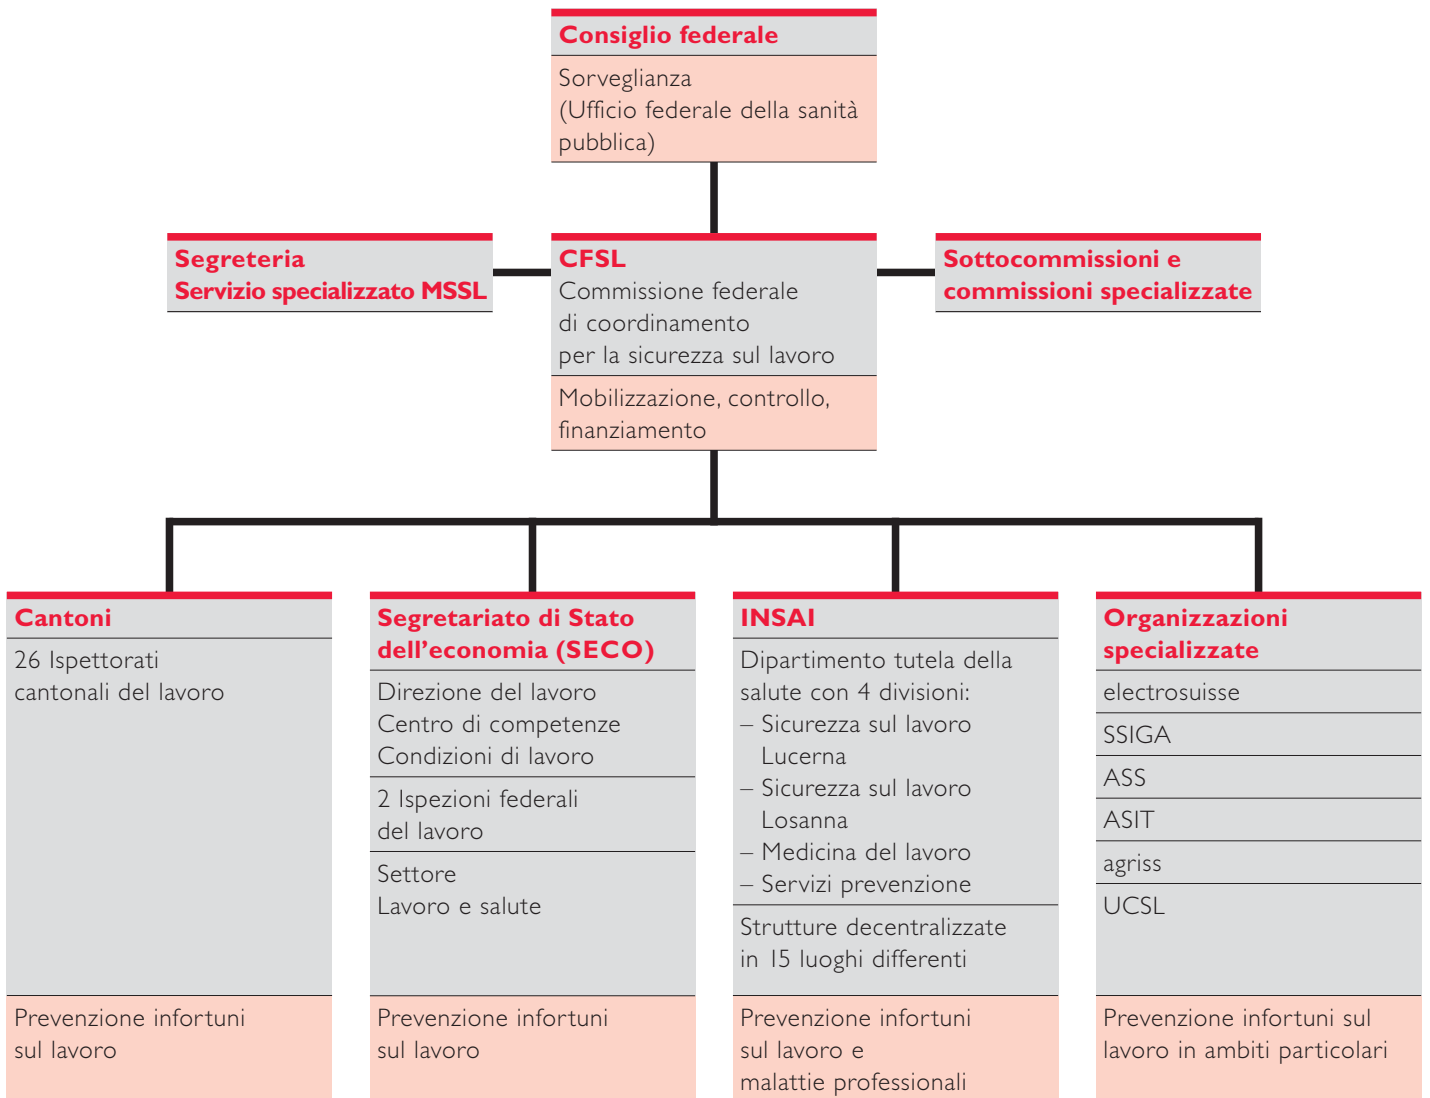 Consiglio federale
Sorveglianza
(Ufficio federale della sanità
pubblica)
Segreteria
Servizio specializzato MSSL
CFSL
Commissione federale
di coordinamento
per la sicurezza sul lavoro
Mobilizzazione, controllo,
finanziamento
Sottocommissioni e
commissioni specializzate
Cantoni
26 Ispettorati
cantonali del lavoro
Prevenzione infortuni
sul lavoro
Segretariato di Stato
dell'economia (SECO)
Direzione del lavoro
Centro di competenze
Condizioni di lavoro
2 Ispezioni federali
del lavoro
Settore
Lavoro e salute
Prevenzione infortuni
sul lavoro
INSAI
Dipartimento tutela della
salute con 4 divisioni:
– Sicurezza sul lavoro
Lucerna
– Sicurezza sul lavoro
Losanna
– Medicina del lavoro
– Servizi prevenzione
Strutture decentralizzate
in 15 luoghi differenti
Prevenzione infortuni
sul lavoro e
malattie professionali
Organizzazioni
specializzate
electrosuisse
SSIGA
ASS
ASIT
agriss
UCSL
Prevenzione infortuni sul
lavoro in ambiti particolari